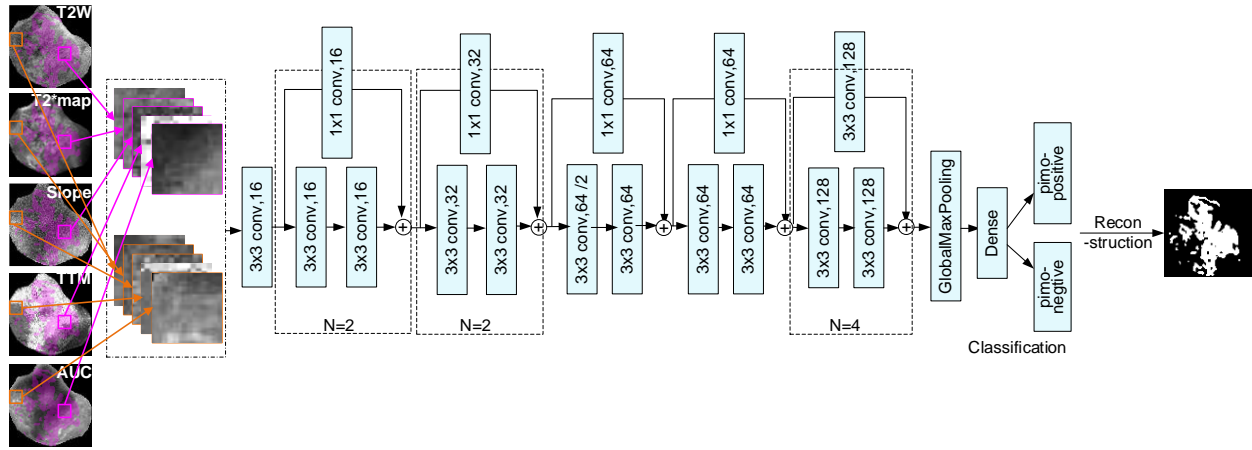 T2W
T2*map
Slope
TTM
AUC
3x3 conv,16
1x1 conv,16
3x3 conv,16
3x3 conv,16
N=2
1x1 conv,32
3x3 conv,32
3x3 conv,32
N=2
1x1 conv,64
3x3 conv,64 /2
3x3 conv,64
1x1 conv,64
3x3 conv,64
3x3 conv,64
3x3 conv,128
3x3 conv,128
3x3 conv,128
N=4
GlobalMaxPooling
Dense
pimo-
positive
pimo-
negtive
Classification
Recon
-struction